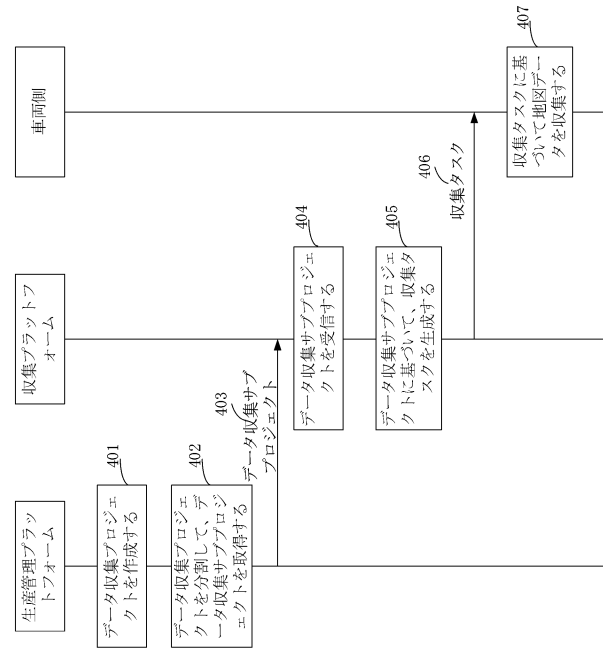 生産管理プラッ
トフォーム
収集プラットフ
ォーム
車両側
401
データ収集プロジェ
クトを作成する
402
データ収集プロジェ
クトを分割して、デ
ータ収集サブプロジ
ェクトを取得する
403
データ収集サブ
プロジェクト
404
データ収集サブプロジェ
クトを受信する
405
データ収集サブプロジェ
クトに基づいて、収集タ
スクを生成する
406
収集タスク
407
収集タスクに基
づいて地図デー
タを収集する